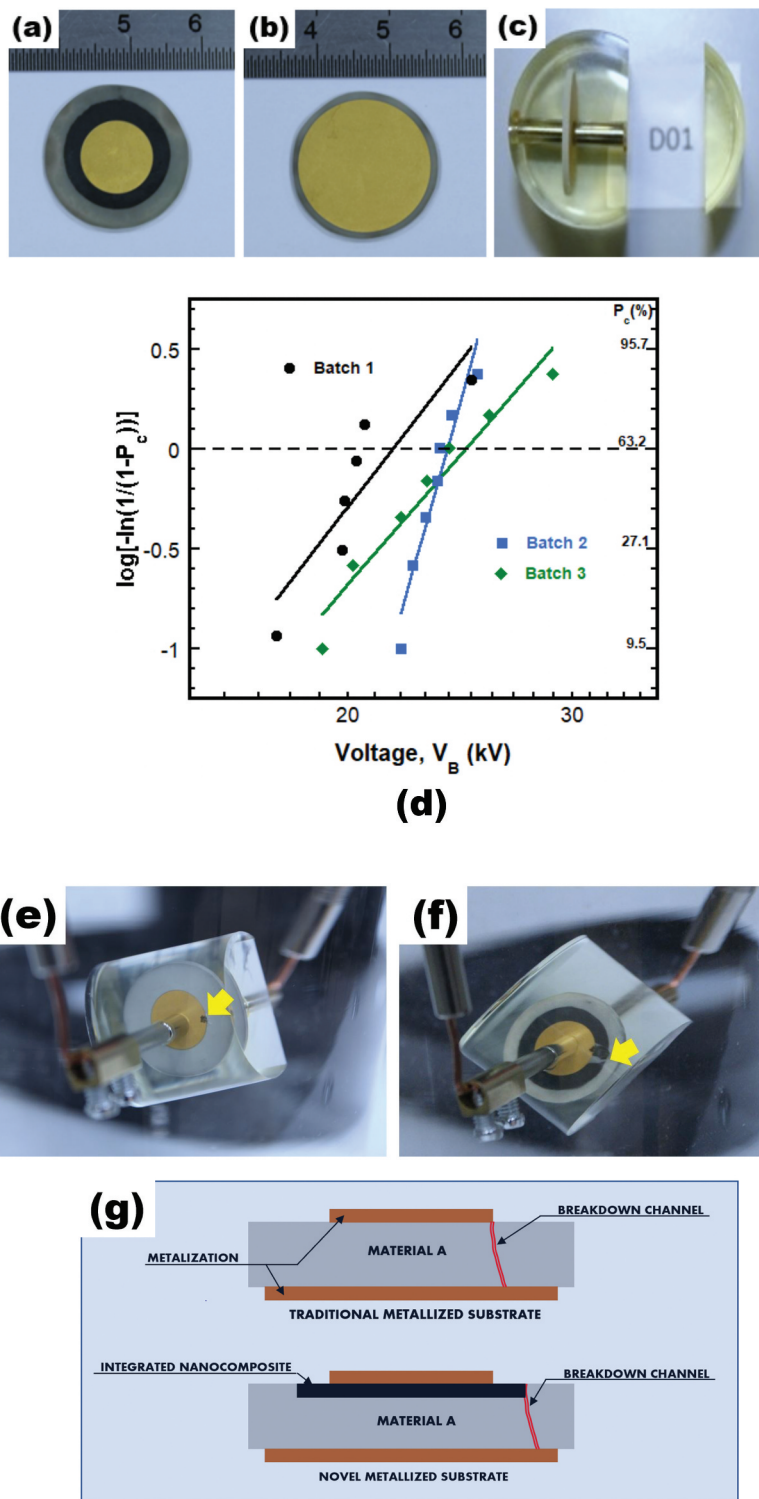 (a)
5 6
(b)
4 5 6
(c)
D01
P_c(%)
0.5
95.7
Batch 1
0
63.2
log[-ln(1/(1-P_c))]
-0.5
Batch 2
27.1
Batch 3
-1
9.5
20 30
Voltage, V_B (kV)
(d)
(e)
(f)
(g)
BREAKDOWN CHANNEL
MATERIAL A
METALIZATION
TRADITIONAL METALLIZED SUBSTRATE
INTEGRATED NANOCOMPOSITE
BREAKDOWN CHANNEL
MATERIAL A
NOVEL METALLIZED SUBSTRATE